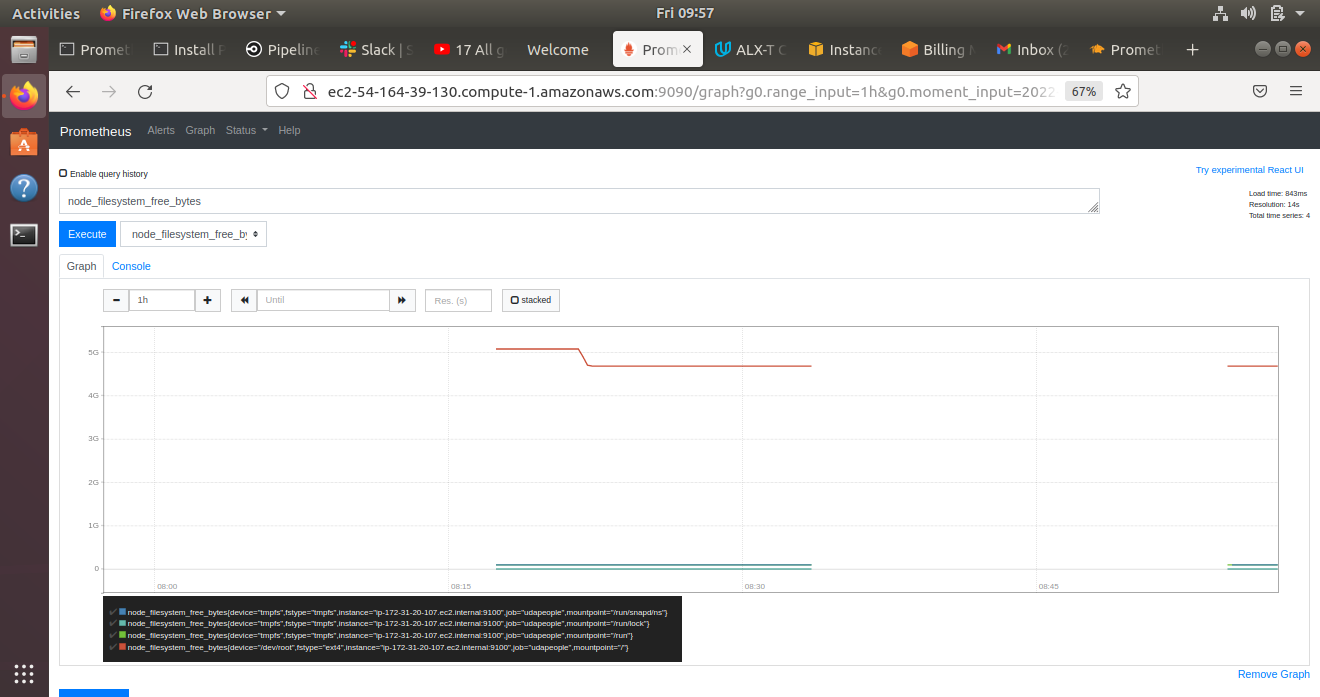 Activities Firefox Web Browser Fri 09:57
Promet Install P Pipeline Slack | S 17 All g Welcome Prom ALX-T C Instanc Billing M Inbox (2 Promet
ec2-54-164-39-130.compute-1.amazonaws.com:9090/graph?g0.range_input=1h&g0.moment_input=2022 67%
Prometheus Alerts Graph Status Help
Enable query history Try experimental React UI
node_filesystem_free_bytes
Load time: 843ms
Resolution: 14s
Total time series: 4
Execute node_filesystem_free_by
Graph Console
1h Until Res. (s) stacked
5G
4G
3G
2G
1G
0
08:00 08:15 08:30 08:45
node_filesystem_free_bytes{device="tmpfs",fstype="tmpfs",instance="ip-172-31-20-107.ec2.internal:9100",job="udapeople",mountpoint="/run/snapd/ns"}
node_filesystem_free_bytes{device="tmpfs",fstype="tmpfs",instance="ip-172-31-20-107.ec2.internal:9100",job="udapeople",mountpoint="/run/lock"}
node_filesystem_free_bytes{device="tmpfs",fstype="tmpfs",instance="ip-172-31-20-107.ec2.internal:9100",job="udapeople",mountpoint="/run"}
node_filesystem_free_bytes{device="/dev/root",fstype="ext4",instance="ip-172-31-20-107.ec2.internal:9100",job="udapeople",mountpoint="/"}
Remove Graph